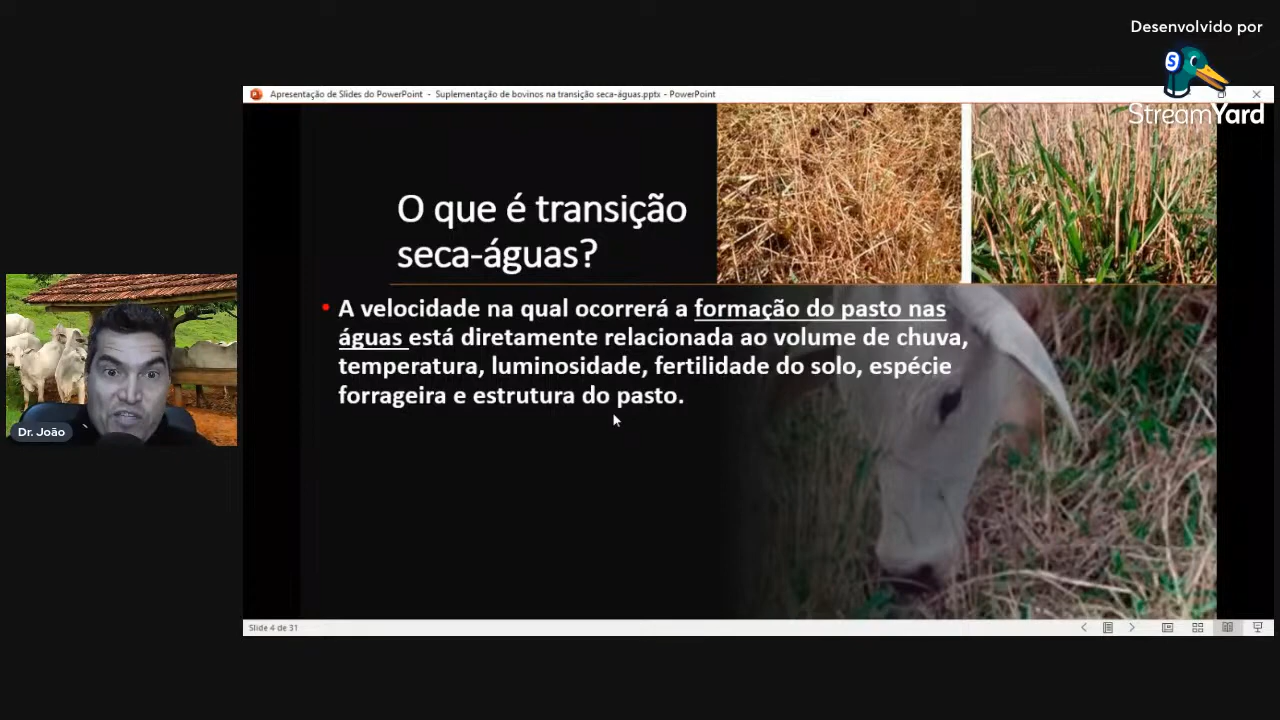 Desenvolvido por
StreamYard
Apresentação de Slides do PowerPoint - Suplementação de bovinos na transição seca-águas.pptx - PowerPoint
O que é transição
seca-águas?
• A velocidade na qual ocorrerá a formação do pasto nas
águas está diretamente relacionada ao volume de chuva,
temperatura, luminosidade, fertilidade do solo, espécie
forrageira e estrutura do pasto.
Dr. João
Slide 4 de 31